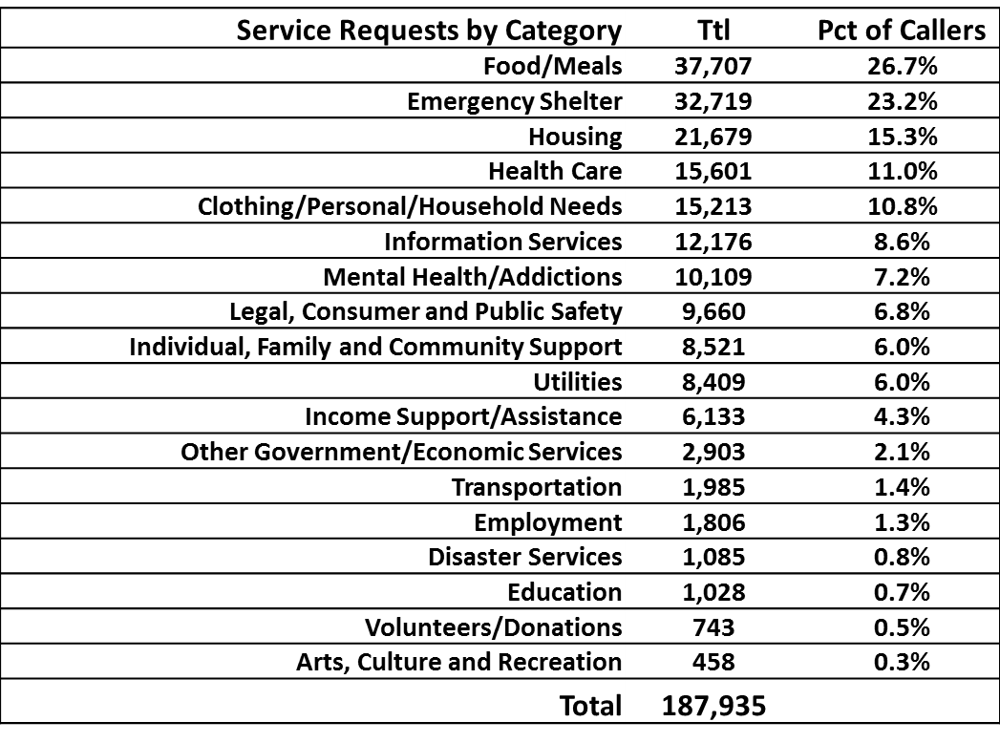 Service Requests by Category Ttl Pct of Callers
Food/Meals 37,707 26.7%
Emergency Shelter 32,719 23.2%
Housing 21,679 15.3%
Health Care 15,601 11.0%
Clothing/Personal/Household Needs 15,213 10.8%
Information Services 12,176 8.6%
Mental Health/Addictions 10,109 7.2%
Legal, Consumer and Public Safety 9,660 6.8%
Individual, Family and Community Support 8,521 6.0%
Utilities 8,409 6.0%
Income Support/Assistance 6,133 4.3%
Other Government/Economic Services 2,903 2.1%
Transportation 1,985 1.4%
Employment 1,806 1.3%
Disaster Services 1,085 0.8%
Education 1,028 0.7%
Volunteers/Donations 743 0.5%
Arts, Culture and Recreation 458 0.3%
Total 187,935